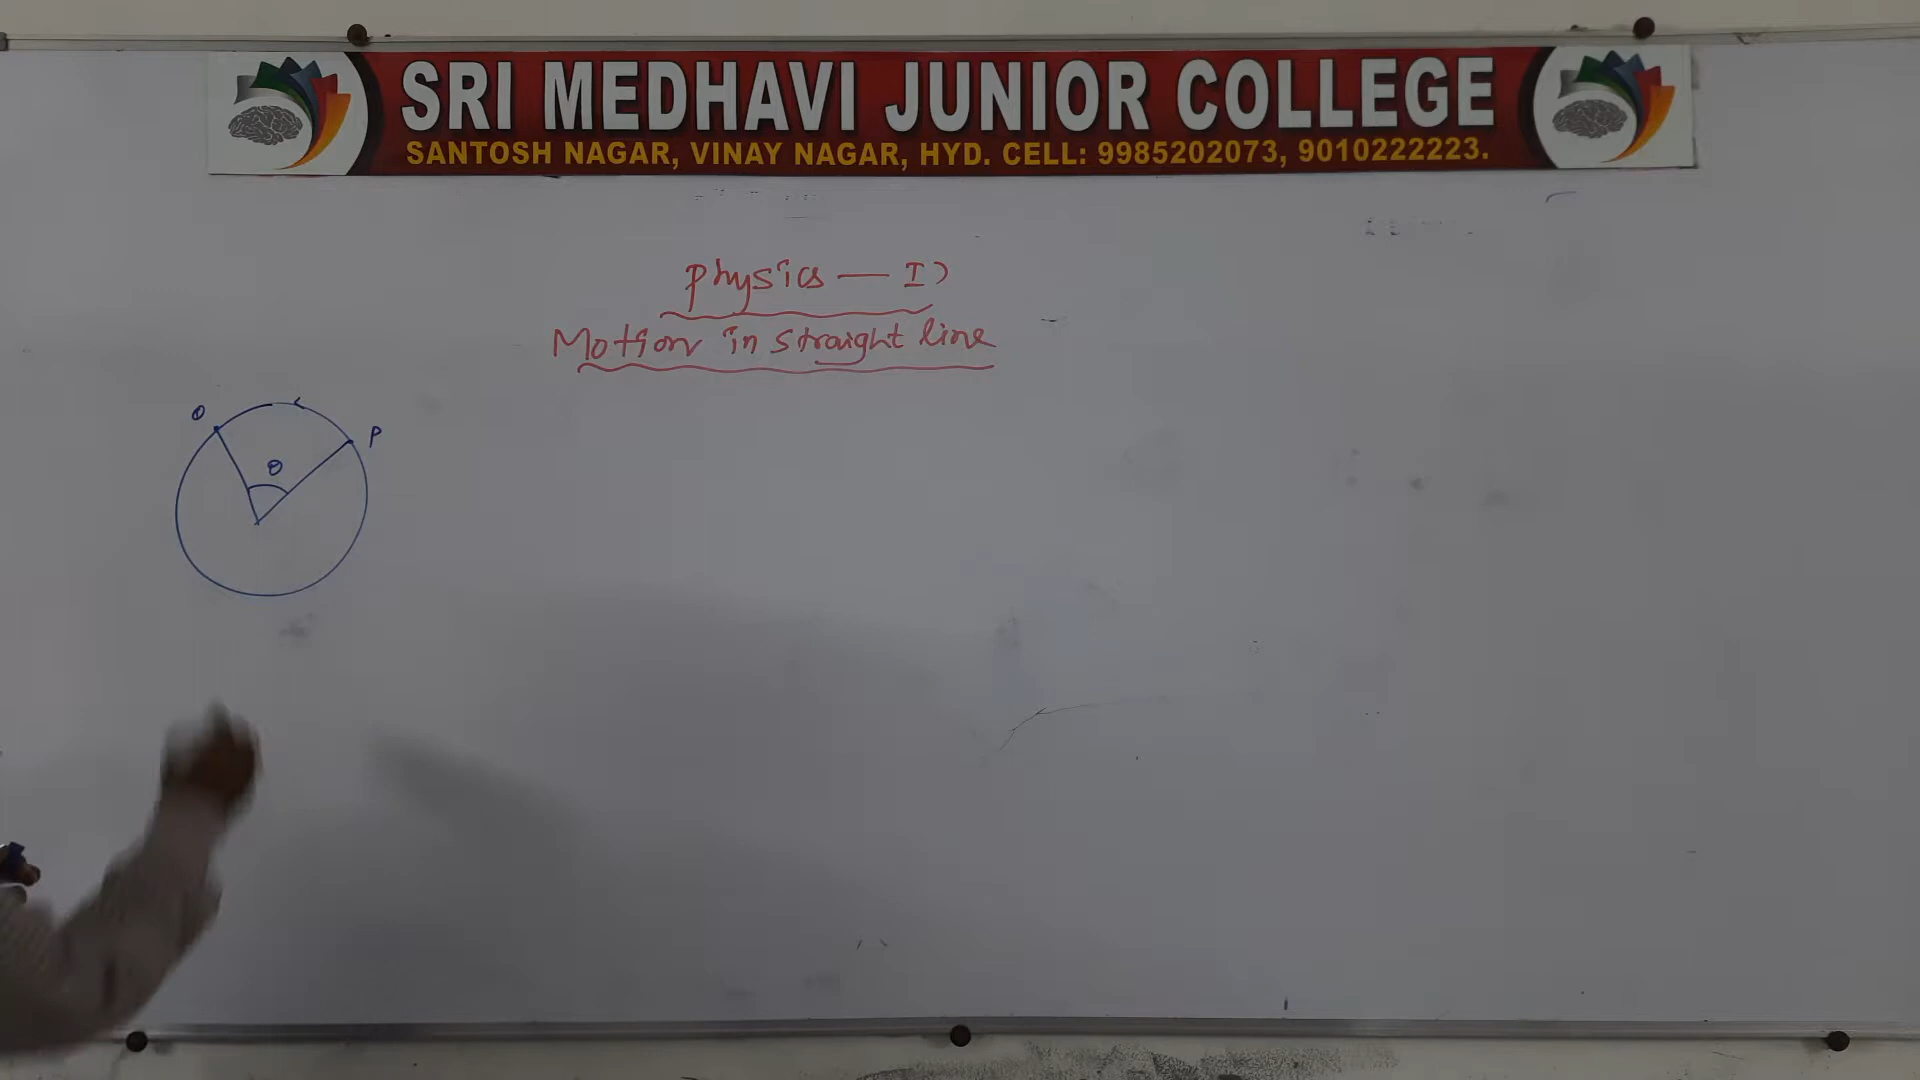 SRI MEDHAVI JUNIOR COLLEGE
SANTOSH NAGAR, VINAY NAGAR, HYD. CELL: 9985202073, 9010222223.
Physics — I)
Motion in straight line
Q
P
θ